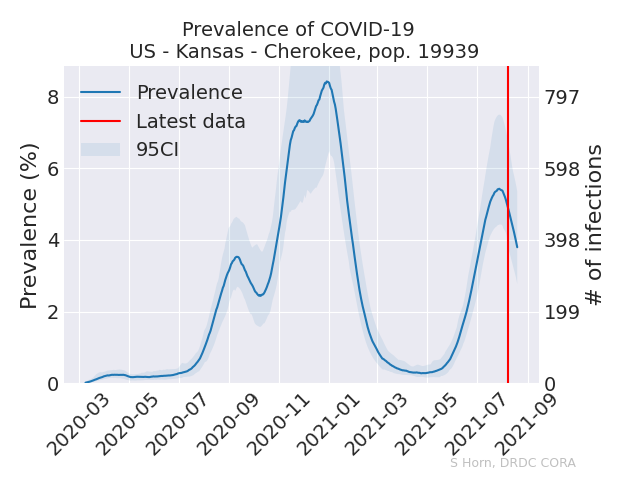 Prevalence of COVID-19
US - Kansas - Cherokee, pop. 19939
Prevalence
Latest data
95CI
Prevalence (%)
8
6
4
2
0
797
598
398
199
0
# of infections
2020-03
2020-05
2020-07
2020-09
2020-11
2021-01
2021-03
2021-05
2021-07
2021-09
S Horn, DRDC CORA